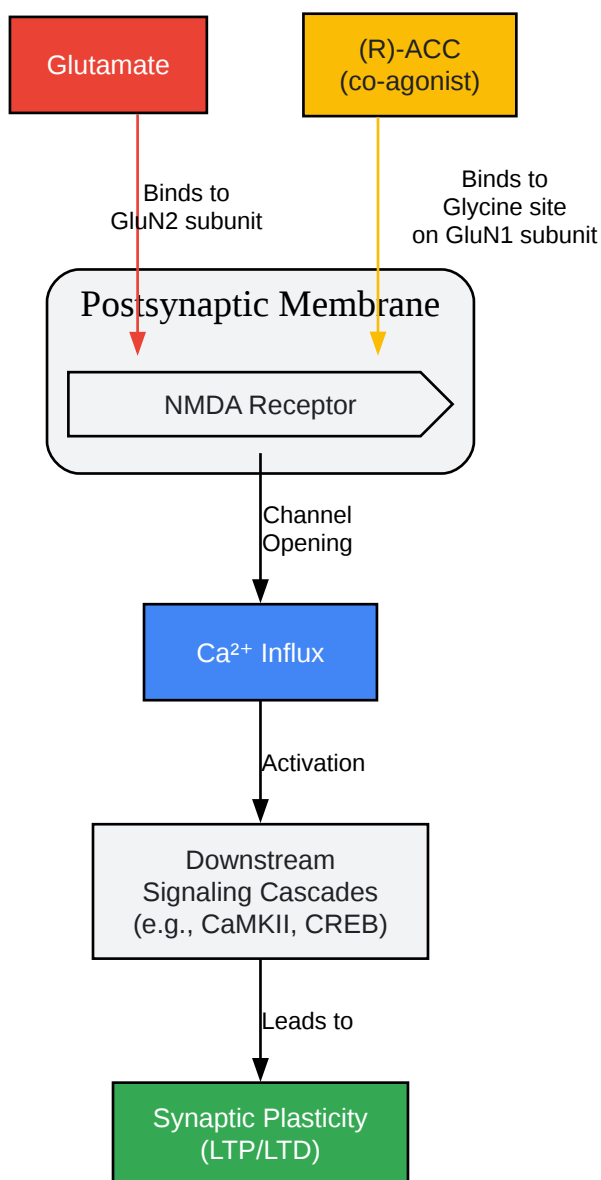 Glutamate
(R)-ACC
(co-agonist)
Binds to
GluN2 subunit
Binds to
Glycine site
on GluN1 subunit
Postsynaptic Membrane
NMDA Receptor
Channel
Opening
Ca²⁺ Influx
Activation
Downstream
Signaling Cascades
(e.g., CaMKII, CREB)
Leads to
Synaptic Plasticity
(LTP/LTD)